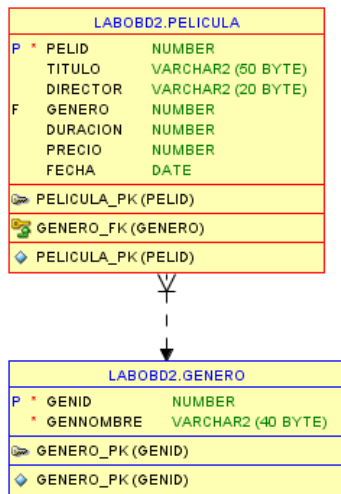 LABOBD2.PELICULA
P * PELID NUMBER
TITULO VARCHAR2 (50 BYTE)
DIRECTOR VARCHAR2 (20 BYTE)
F GENERO NUMBER
DURACION NUMBER
PRECIO NUMBER
FECHA DATE
PELICULA_PK (PELID)
GENERO_FK (GENERO)
PELICULA_PK (PELID)
LABOBD2.GENERO
P * GENID NUMBER
* GENNOMBRE VARCHAR2 (40 BYTE)
GENERO_PK (GENID)
GENERO_PK (GENID)